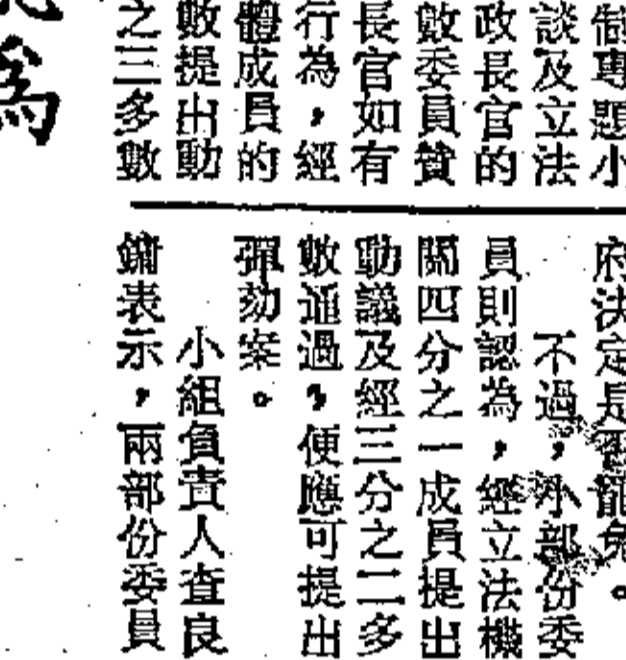 制專題小
談及立法
政長官的
數委員贊
長官如有
行為，經
體成員的
數提出動
之三多數
為
府決定是否罷免。
不過，小部份委
員則認為，經立法機
關四分之一成員提出
動議及經三分之二多
數通過，便應可提出
彈劾案。
小組負責人查良
鏞表示，兩部份委員